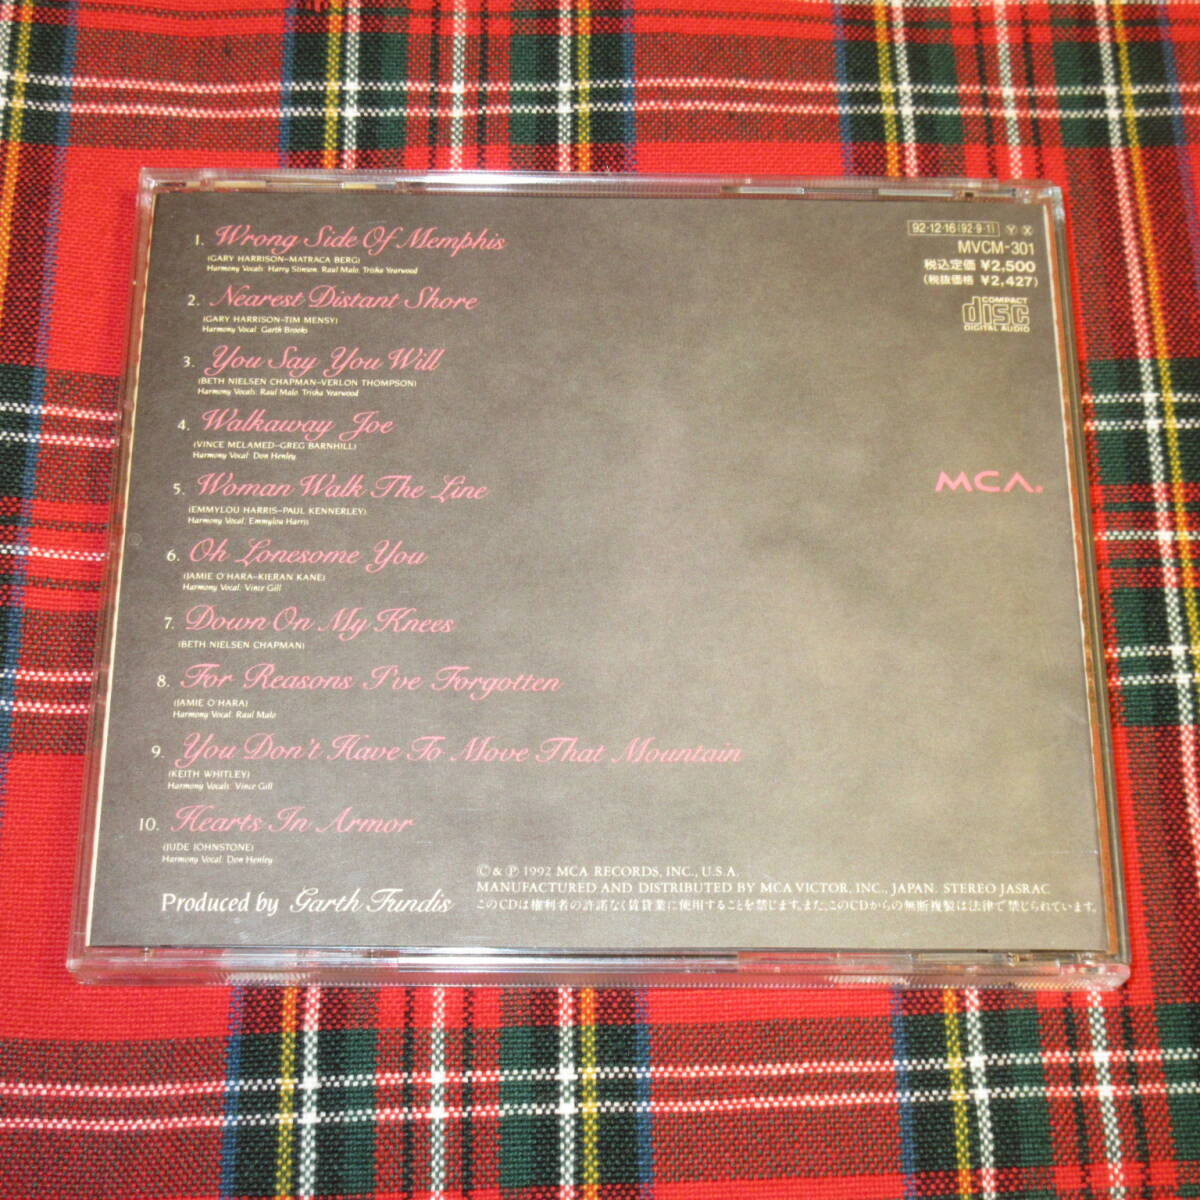 1. Wrong Side Of Memphis
(GARY HARRISON–MATRACA BERG)
Harmony Vocals: Harry Stinson, Raul Malo, Trisha Yearwood
2. Nearest Distant Shore
(GARY HARRISON–TIM MENSY)
Harmony Vocal: Garth Brooks
3. You Say You Will
(BETH NIELSEN CHAPMAN–VERLON THOMPSON)
Harmony Vocals: Raul Malo, Trisha Yearwood
4. Walkaway Joe
(VINCE MELAMED–GREG BARNHILL)
Harmony Vocal: Don Henley
5. Woman Walk The Line
(EMMYLOU HARRIS–PAUL KENNERLEY)
Harmony Vocal: Emmylou Harris
6. Oh Lonesome You
(JAMIE O'HARA–KIERAN KANE)
Harmony Vocal: Vince Gill
7. Down On My Knees
(BETH NIELSEN CHAPMAN)
8. For Reasons I've Forgotten
(JAMIE O'HARA)
Harmony Vocal: Raul Malo
9. You Don't Have To Move That Mountain
(KEITH WHITLEY)
Harmony Vocals: Vince Gill
10. Hearts In Armor
(JUDE JOHNSTONE)
Harmony Vocal: Don Henley
Produced by Garth Fundis
92·12·16(92·9·1) Y X
MVCM-301
税込定価 ¥2,500
(税抜価格 ¥2,427)
COMPACT
disc
DIGITAL AUDIO
MCA.
© & ℗ 1992 MCA RECORDS, INC., U.S.A.
MANUFACTURED AND DISTRIBUTED BY MCA VICTOR, INC., JAPAN. STEREO JASRAC
このCDは権利者の許諾なく賃貸業に使用することを禁じます。また、このCDからの無断複製は法律で禁じられています。